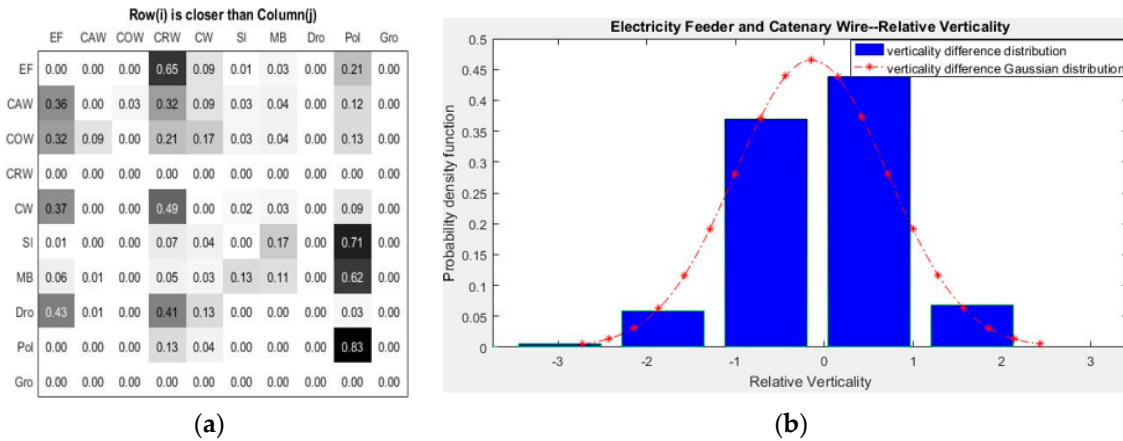 Row(i) is closer than Column(j)
EF CAW COW CRW CW SI MB Dro Pol Gro
EF 0.00 0.00 0.00 0.65 0.09 0.01 0.03 0.00 0.21 0.00
CAW 0.36 0.00 0.03 0.32 0.09 0.03 0.04 0.00 0.12 0.00
COW 0.32 0.09 0.00 0.21 0.17 0.03 0.04 0.00 0.13 0.00
CRW 0.00 0.00 0.00 0.00 0.00 0.00 0.00 0.00 0.00 0.00
CW 0.37 0.00 0.00 0.49 0.00 0.02 0.03 0.00 0.09 0.00
SI 0.01 0.00 0.00 0.07 0.04 0.00 0.17 0.00 0.71 0.00
MB 0.06 0.01 0.00 0.05 0.03 0.13 0.11 0.00 0.62 0.00
Dro 0.43 0.01 0.00 0.41 0.13 0.00 0.00 0.00 0.03 0.00
Pol 0.00 0.00 0.00 0.13 0.04 0.00 0.00 0.00 0.83 0.00
Gro 0.00 0.00 0.00 0.00 0.00 0.00 0.00 0.00 0.00 0.00
(a)
Electricity Feeder and Catenary Wire--Relative Verticality
verticality difference distribution
verticality difference Gaussian distribution
Probability density function
0.5
0.45
0.4
0.35
0.3
0.25
0.2
0.15
0.1
0.05
0
-3 -2 -1 0 1 2 3
Relative Verticality
(b)